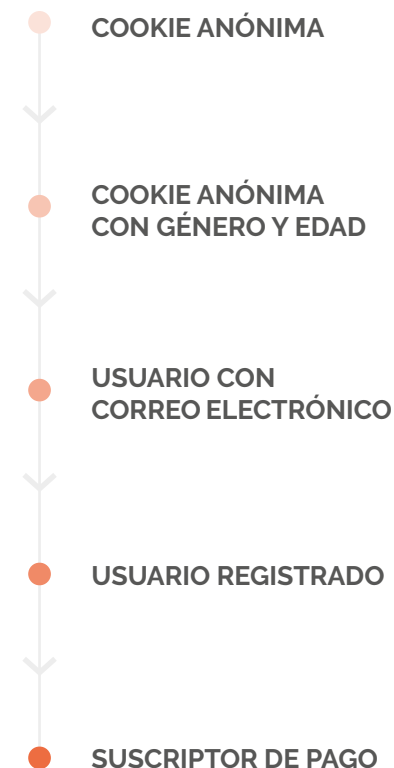 COOKIE ANÓNIMA
COOKIE ANÓNIMA
CON GÉNERO Y EDAD
USUARIO CON
CORREO ELECTRÓNICO
USUARIO REGISTRADO
SUSCRIPTOR DE PAGO